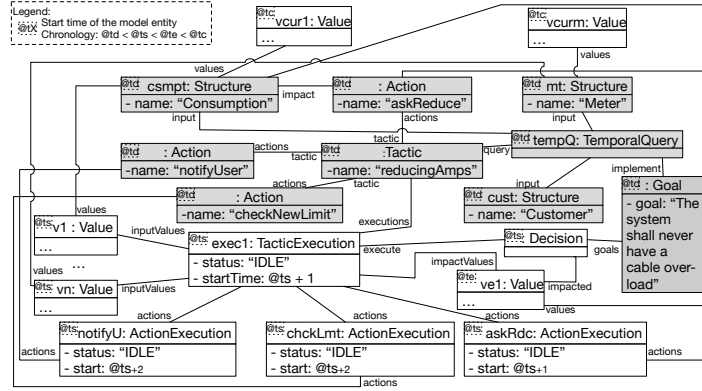 Legend:
@tX Start time of the model entity
Chronology: @td < @ts < @te < @tc
@tc
vcur1: Value
...
@tc
vcurm: Value
...
values
values
@td csmpt: Structure
- name: “Consumption”
impact
@td : Action
-name: “askReduce”
@td mt: Structure
- name: “Meter”
input
actions
input
@td : Action
-name: “notifyUser”
actions
tactic
tactic
@td :Tactic
-name: “reducingAmps”
query
@td tempQ: TemporalQuery
actions
tactic
input
implement
@td : Action
-name: “checkNewLimit”
@td cust: Structure
- name: “Customer”
@td : Goal
- goal: “The
system
shall never
have a
cable over-
load”
values
executions
@ts v1: Value
...
inputValues
@ts exec1: TacticExecution
- status: “IDLE”
- startTime: @ts + 1
execute
@ts : Decision
...
goals
...
values
impactValues
impacted
@ts vn: Value
...
inputValues
@te ve1: Value
...
values
actions
actions
actions
@ts notifyU: ActionExecution
- status: “IDLE”
- start: @ts+2
@ts chckLmt: ActionExecution
- status: “IDLE”
- start: @ts+2
@ts askRdc: ActionExecution
- status: “IDLE”
- start: @ts+1
actions
actions
actions